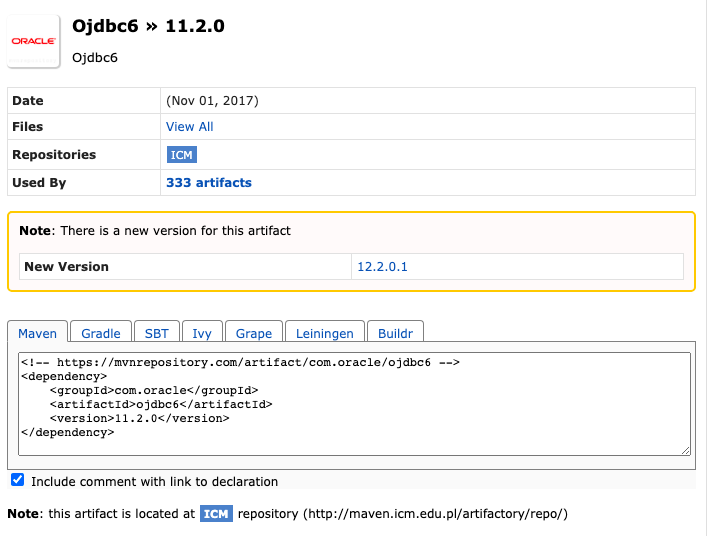 ORACLE
Ojdbc6 » 11.2.0
Ojdbc6
Date (Nov 01, 2017)
Files View All
Repositories ICM
Used By 333 artifacts
Note: There is a new version for this artifact
New Version 12.2.0.1
Maven Gradle SBT Ivy Grape Leiningen Buildr
<!-- https://mvnrepository.com/artifact/com.oracle/ojdbc6 -->
<dependency>
    <groupId>com.oracle</groupId>
    <artifactId>ojdbc6</artifactId>
    <version>11.2.0</version>
</dependency>
Include comment with link to declaration
Note: this artifact is located at ICM repository (http://maven.icm.edu.pl/artifactory/repo/)